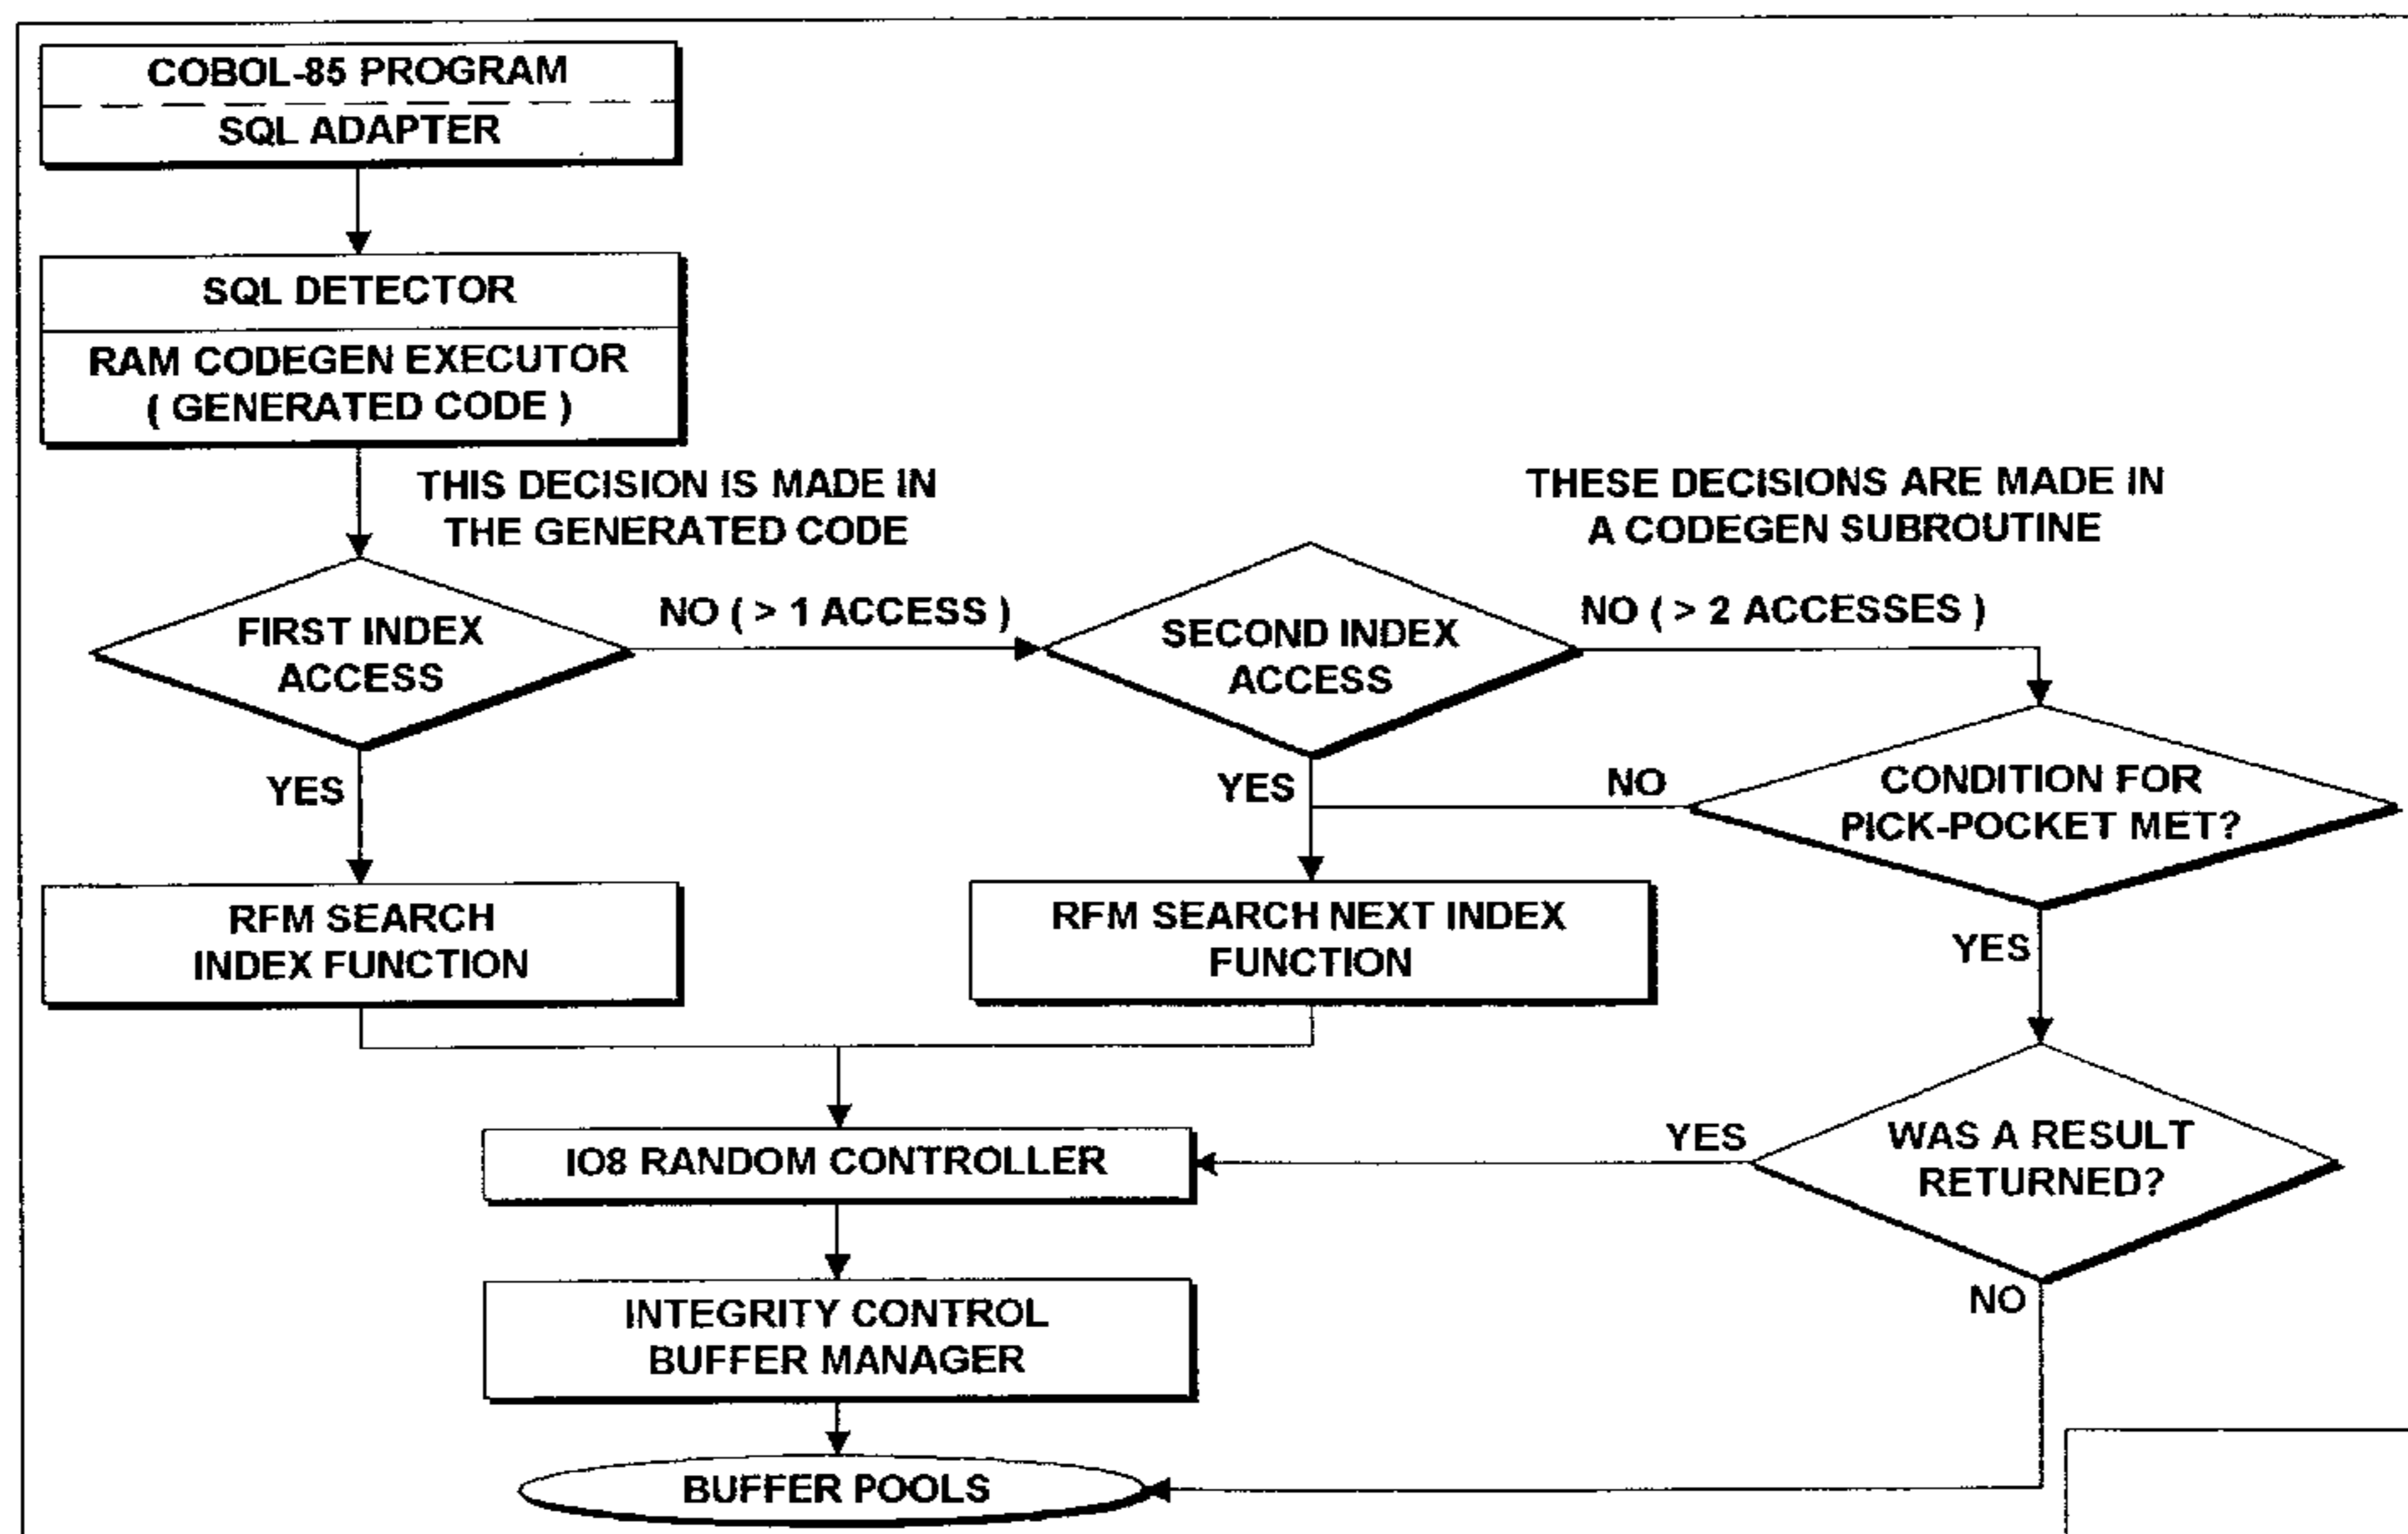 COBOL-85 PROGRAM
SQL ADAPTER
SQL DETECTOR
RAM CODEGEN EXECUTOR
( GENERATED CODE )
THIS DECISION IS MADE IN
THE GENERATED CODE
THESE DECISIONS ARE MADE IN
A CODEGEN SUBROUTINE
FIRST INDEX
ACCESS
NO ( > 1 ACCESS )
SECOND INDEX
ACCESS
NO ( > 2 ACCESSES )
YES
YES
NO
CONDITION FOR
PICK-POCKET MET?
RFM SEARCH
INDEX FUNCTION
RFM SEARCH NEXT INDEX
FUNCTION
YES
IO8 RANDOM CONTROLLER
YES
WAS A RESULT
RETURNED?
NO
INTEGRITY CONTROL
BUFFER MANAGER
BUFFER POOLS